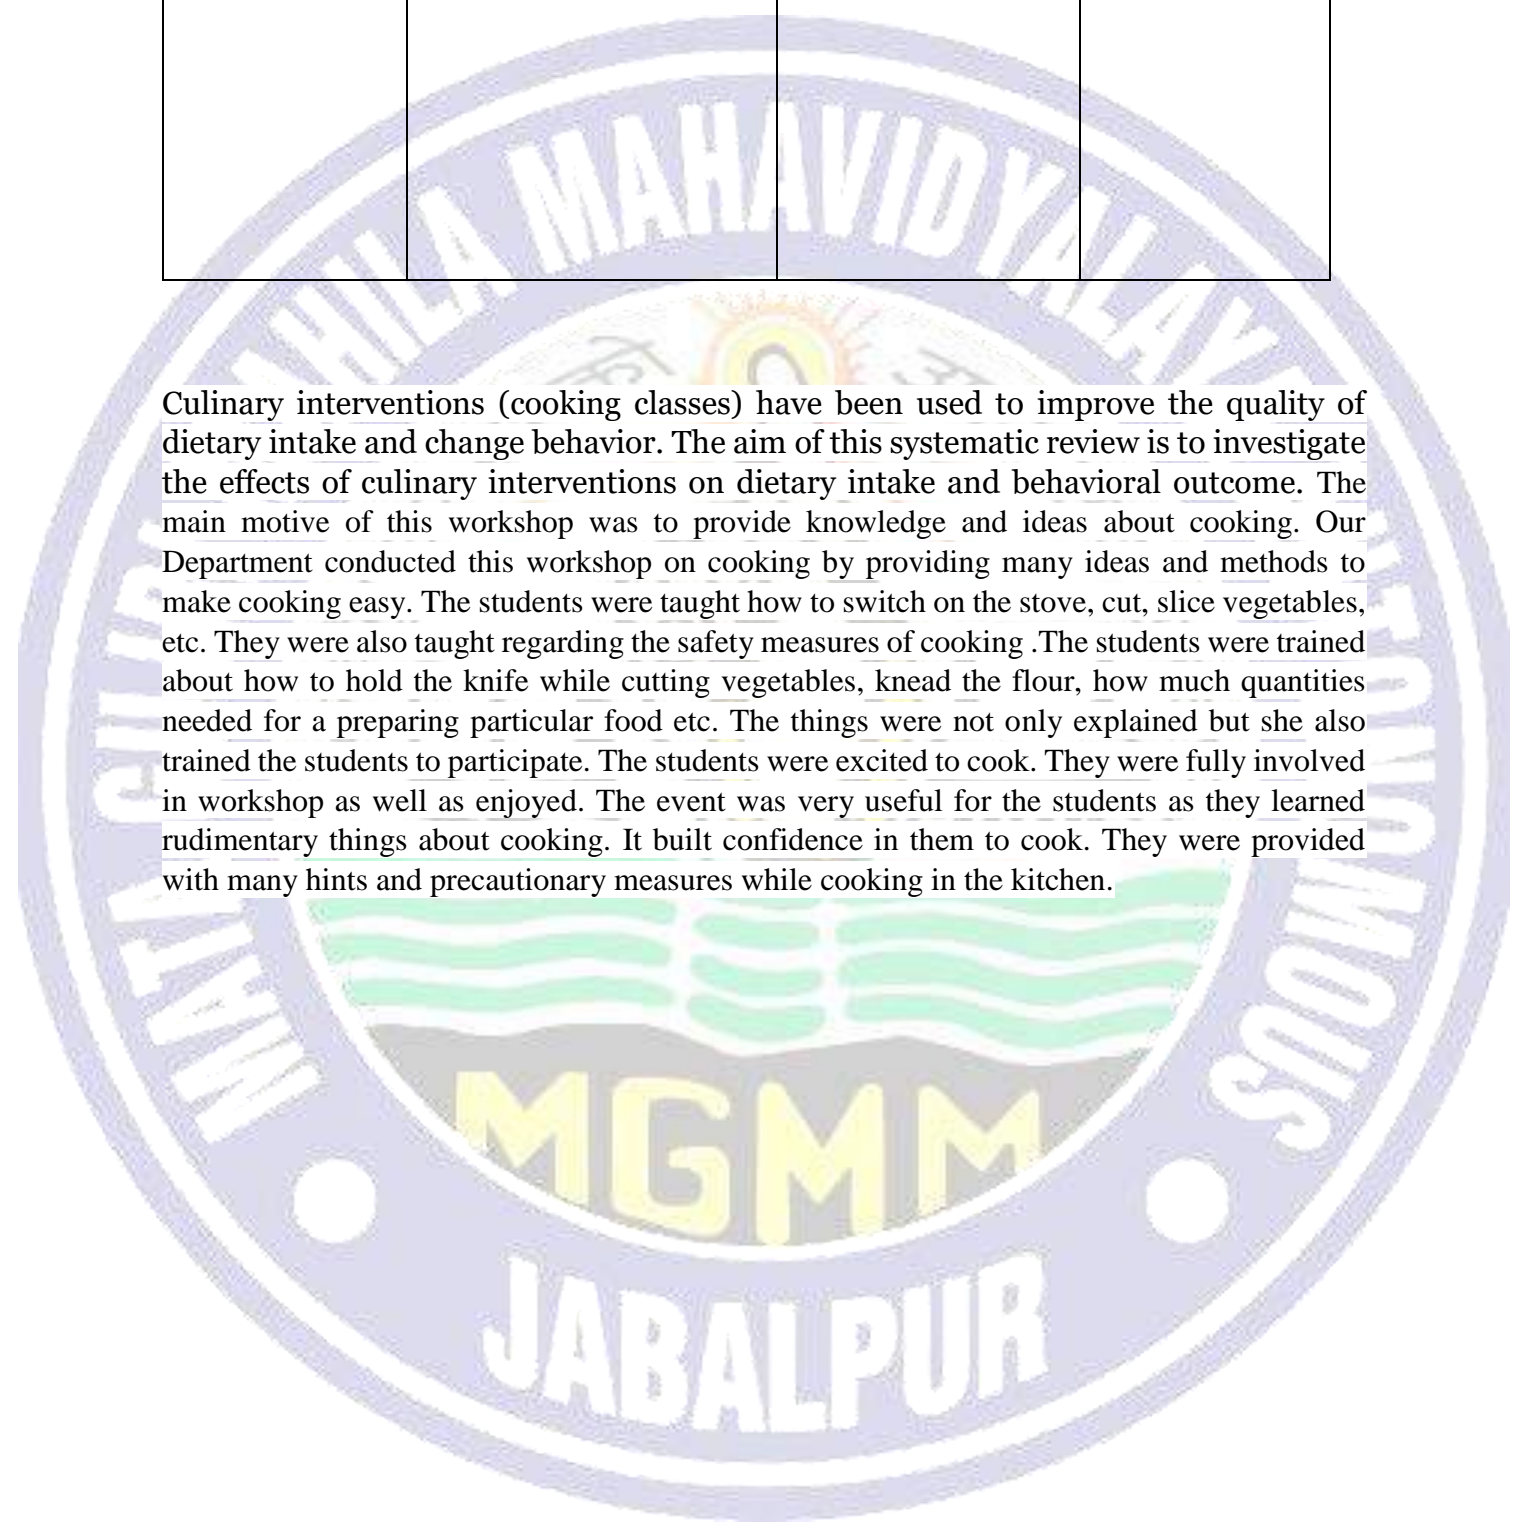 MATA GUJRI MAHILA MAHAVIDYALAYA AUTONOMOUS
Culinary interventions (cooking classes) have been used to improve the quality of
dietary intake and change behavior. The aim of this systematic review is to investigate
the effects of culinary interventions on dietary intake and behavioral outcome. The
main motive of this workshop was to provide knowledge and ideas about cooking. Our
Department conducted this workshop on cooking by providing many ideas and methods to
make cooking easy. The students were taught how to switch on the stove, cut, slice vegetables,
etc. They were also taught regarding the safety measures of cooking .The students were trained
about how to hold the knife while cutting vegetables, knead the flour, how much quantities
needed for a preparing particular food etc. The things were not only explained but she also
trained the students to participate. The students were excited to cook. They were fully involved
in workshop as well as enjoyed. The event was very useful for the students as they learned
rudimentary things about cooking. It built confidence in them to cook. They were provided
with many hints and precautionary measures while cooking in the kitchen.
MGMM
JABALPUR